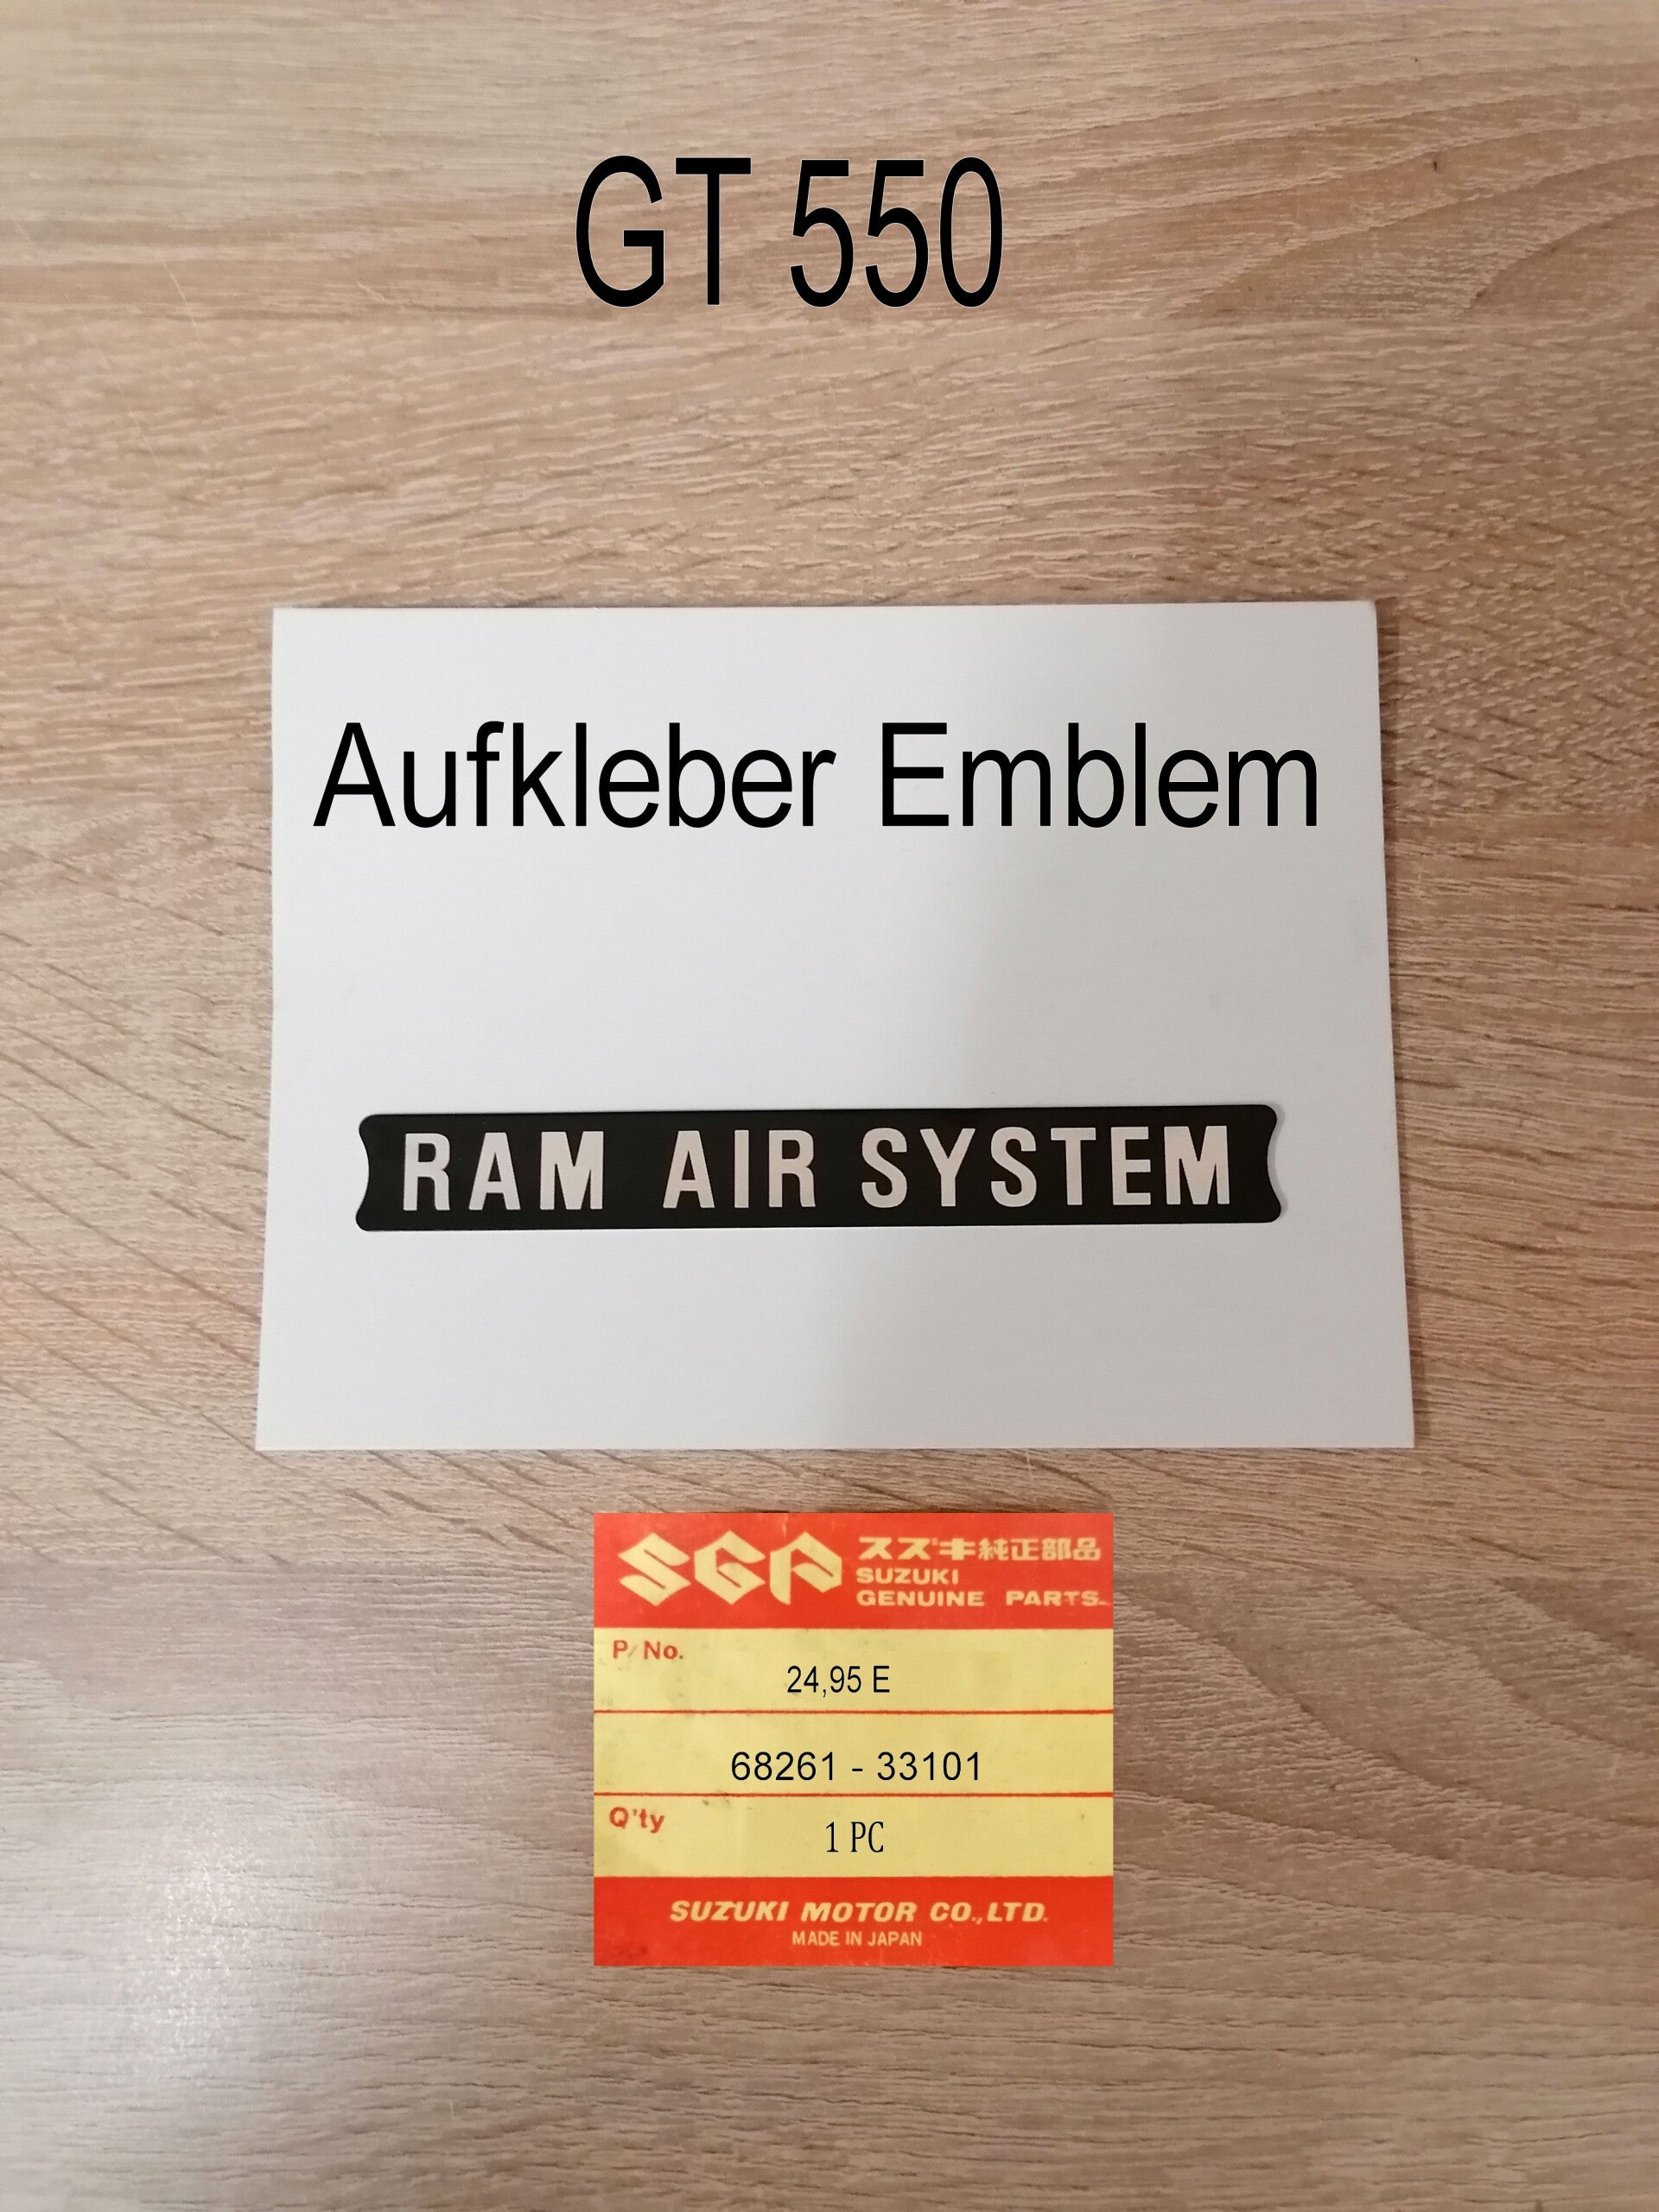 GT 550
Aufkleber Emblem
RAM AIR SYSTEM
SGP
スズキ純正部品
SUZUKI
GENUINE PARTS
P/No.
24,95 E
68261 - 33101
Q'ty
1 PC
SUZUKI MOTOR CO.,LTD.
MADE IN JAPAN